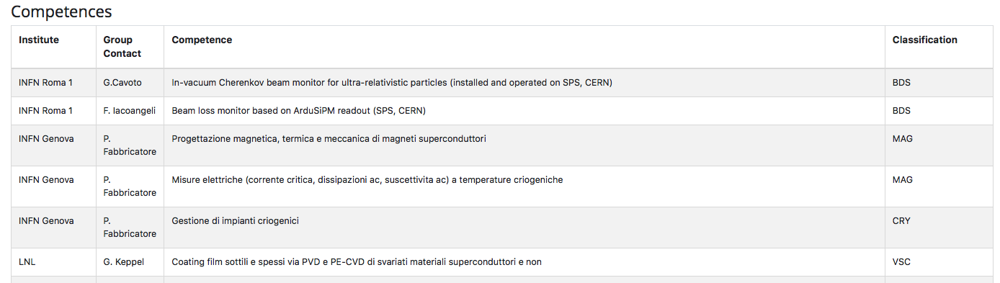 Competences
Institute Group Contact Competence Classification
INFN Roma 1 G.Cavoto In-vacuum Cherenkov beam monitor for ultra-relativistic particles (installed and operated on SPS, CERN) BDS
INFN Roma 1 F. Iacoangeli Beam loss monitor based on ArduSiPM readout (SPS, CERN) BDS
INFN Genova P. Fabbricatore Progettazione magnetica, termica e meccanica di magneti superconduttori MAG
INFN Genova P. Fabbricatore Misure elettriche (corrente critica, dissipazioni ac, suscettivita ac) a temperature criogeniche MAG
INFN Genova P. Fabbricatore Gestione di impianti criogenici CRY
LNL G. Keppel Coating film sottili e spessi via PVD e PE-CVD di svariati materiali superconduttori e non VSC